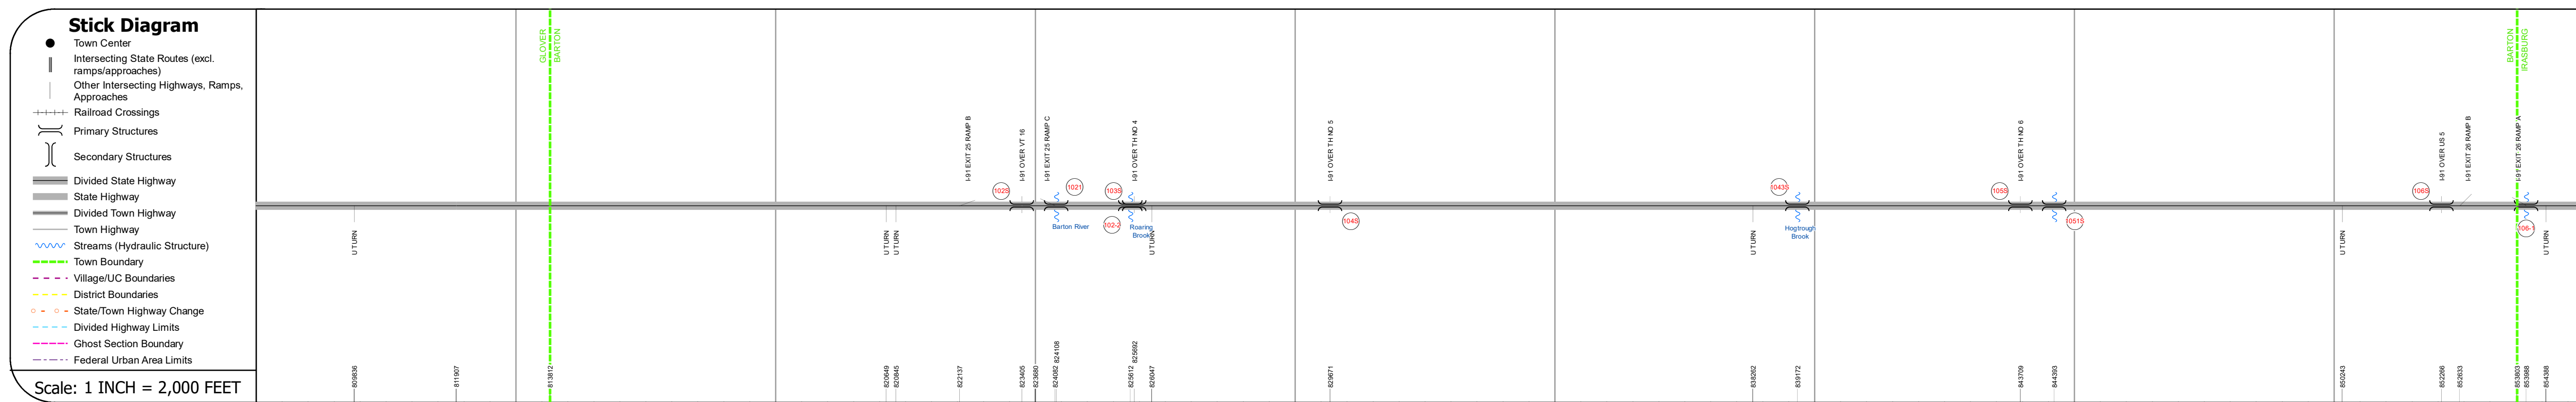 Stick Diagram
Town Center
Intersecting State Routes (excl.
ramps/approaches)
Other Intersecting Highways, Ramps,
Approaches
Railroad Crossings
Primary Structures
Secondary Structures
Divided State Highway
State Highway
Divided Town Highway
Town Highway
Streams (Hydraulic Structure)
Town Boundary
Village/UC Boundaries
District Boundaries
State/Town Highway Change
Divided Highway Limits
Ghost Section Boundary
Federal Urban Area Limits
Scale: 1 INCH = 2,000 FEET
GLOVER
BARTON
BARTON
IRASBURG
I-91 EXIT 25 RAMP B
I-91 OVER VT 16
I-91 EXIT 25 RAMP C
I-91 OVER TH NO 4
I-91 OVER TH NO 5
I-91 OVER TH NO 6
I-91 OVER US 5
I-91 EXIT 26 RAMP B
I-91 EXIT 26 RAMP A
102S
1021
103S
102-2
104S
1043S
105S
1051S
106S
106-1
Barton River
Roaring
Brook
Hogtrough
Brook
U TURN
U TURN
U TURN
U TURN
U TURN
U TURN
U TURN
809836
811907
813812
820649
820845
822137
823405
823680
824082
824108
825612
825692
826047
829671
838262
839172
843709
844393
850243
852266
852633
853803
853988
854388